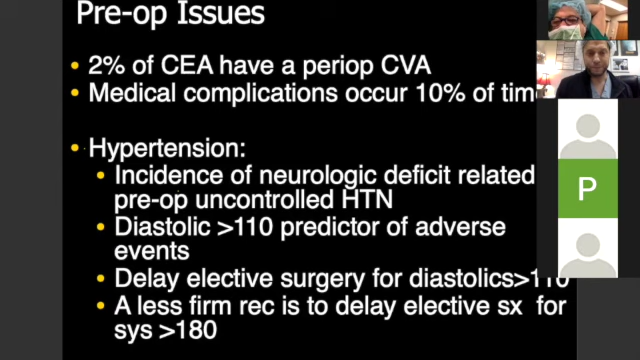 Pre-op Issues
2% of CEA have a periop CVA
Medical complications occur 10% of
Hypertension:
Incidence of neurologic deficit related
pre-op uncontrolled HTN
Diastolic >110 predictor of adverse
events
Delay elective surgery for diastolics>110
A less firm rec is to delay elective sx for
sys >180
P